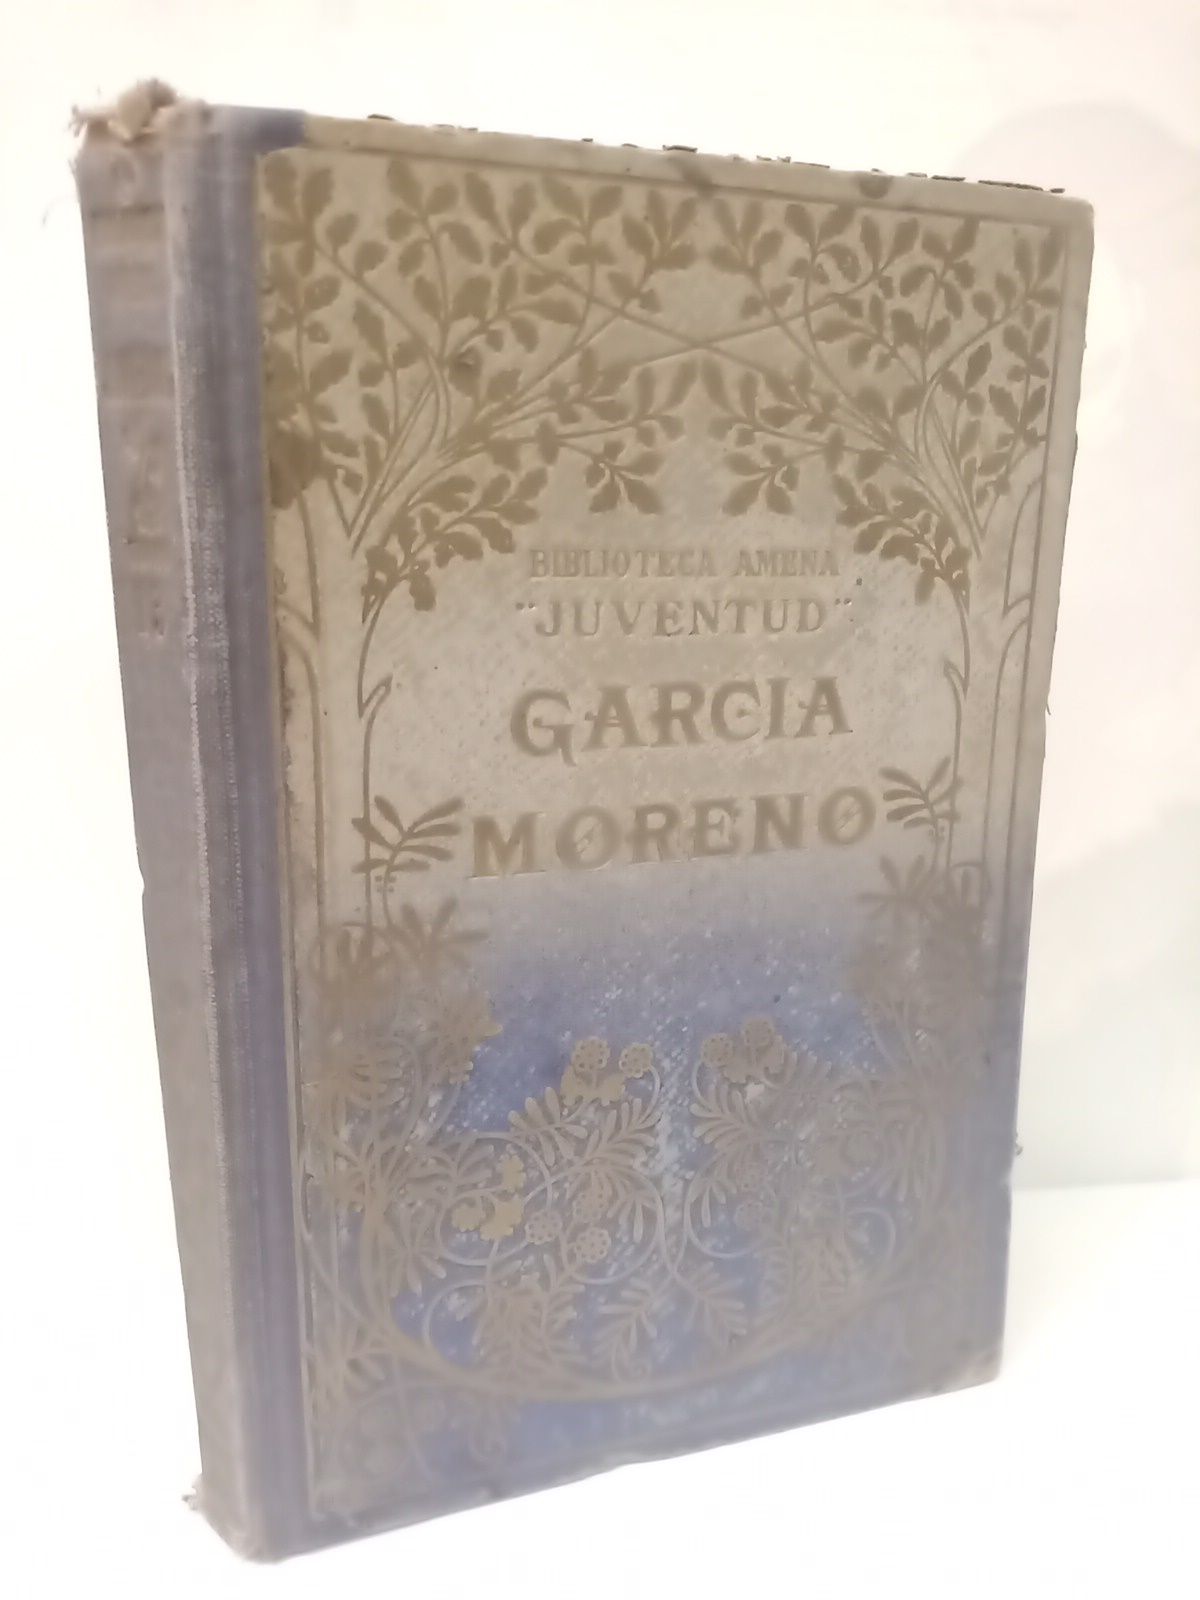 BIBLIOTECA AMENA
"JUVENTUD"
GARCIA
MORENO